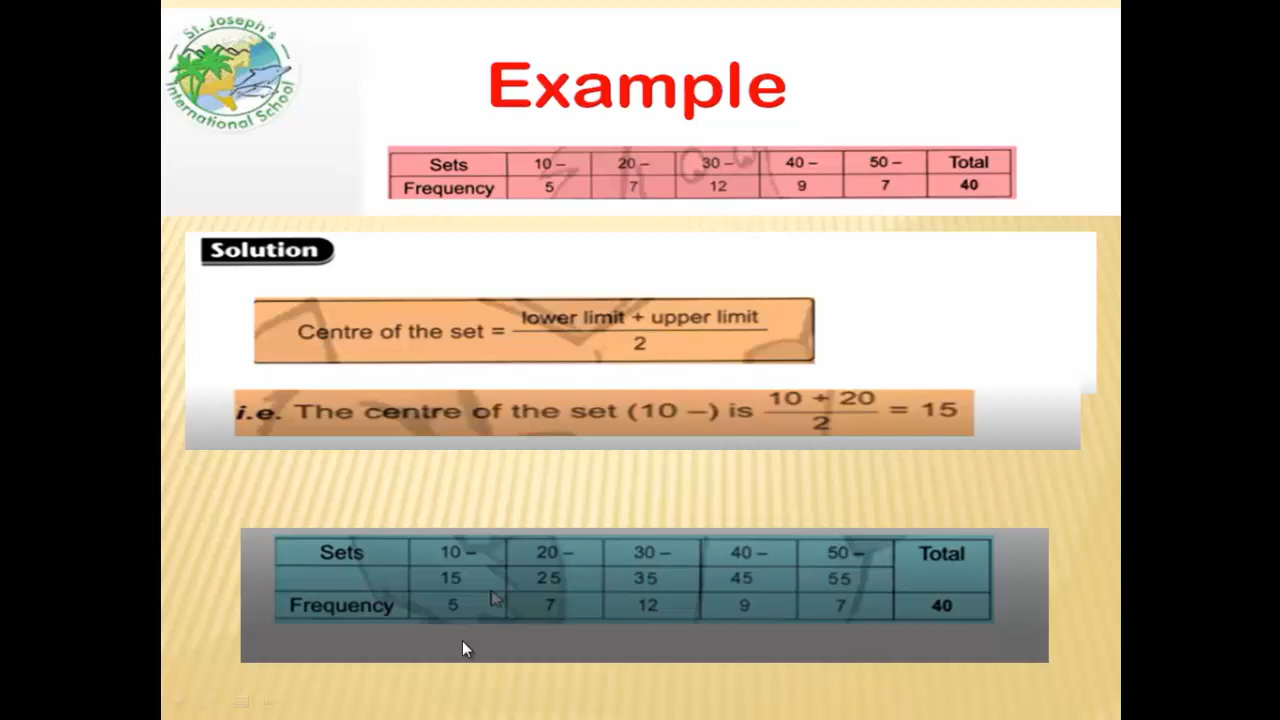 St. Joseph's
International School
Example
Sets 10 – 20 – 30 – 40 – 50 – Total
Frequency 5 7 12 9 7 40
Solution
Centre of the set = lower limit + upper limit / 2
i.e. The centre of the set (10 –) is 10 + 20 / 2 = 15
Sets 10 – 20 – 30 – 40 – 50 – Total
15 25 35 45 55
Frequency 5 7 12 9 7 40